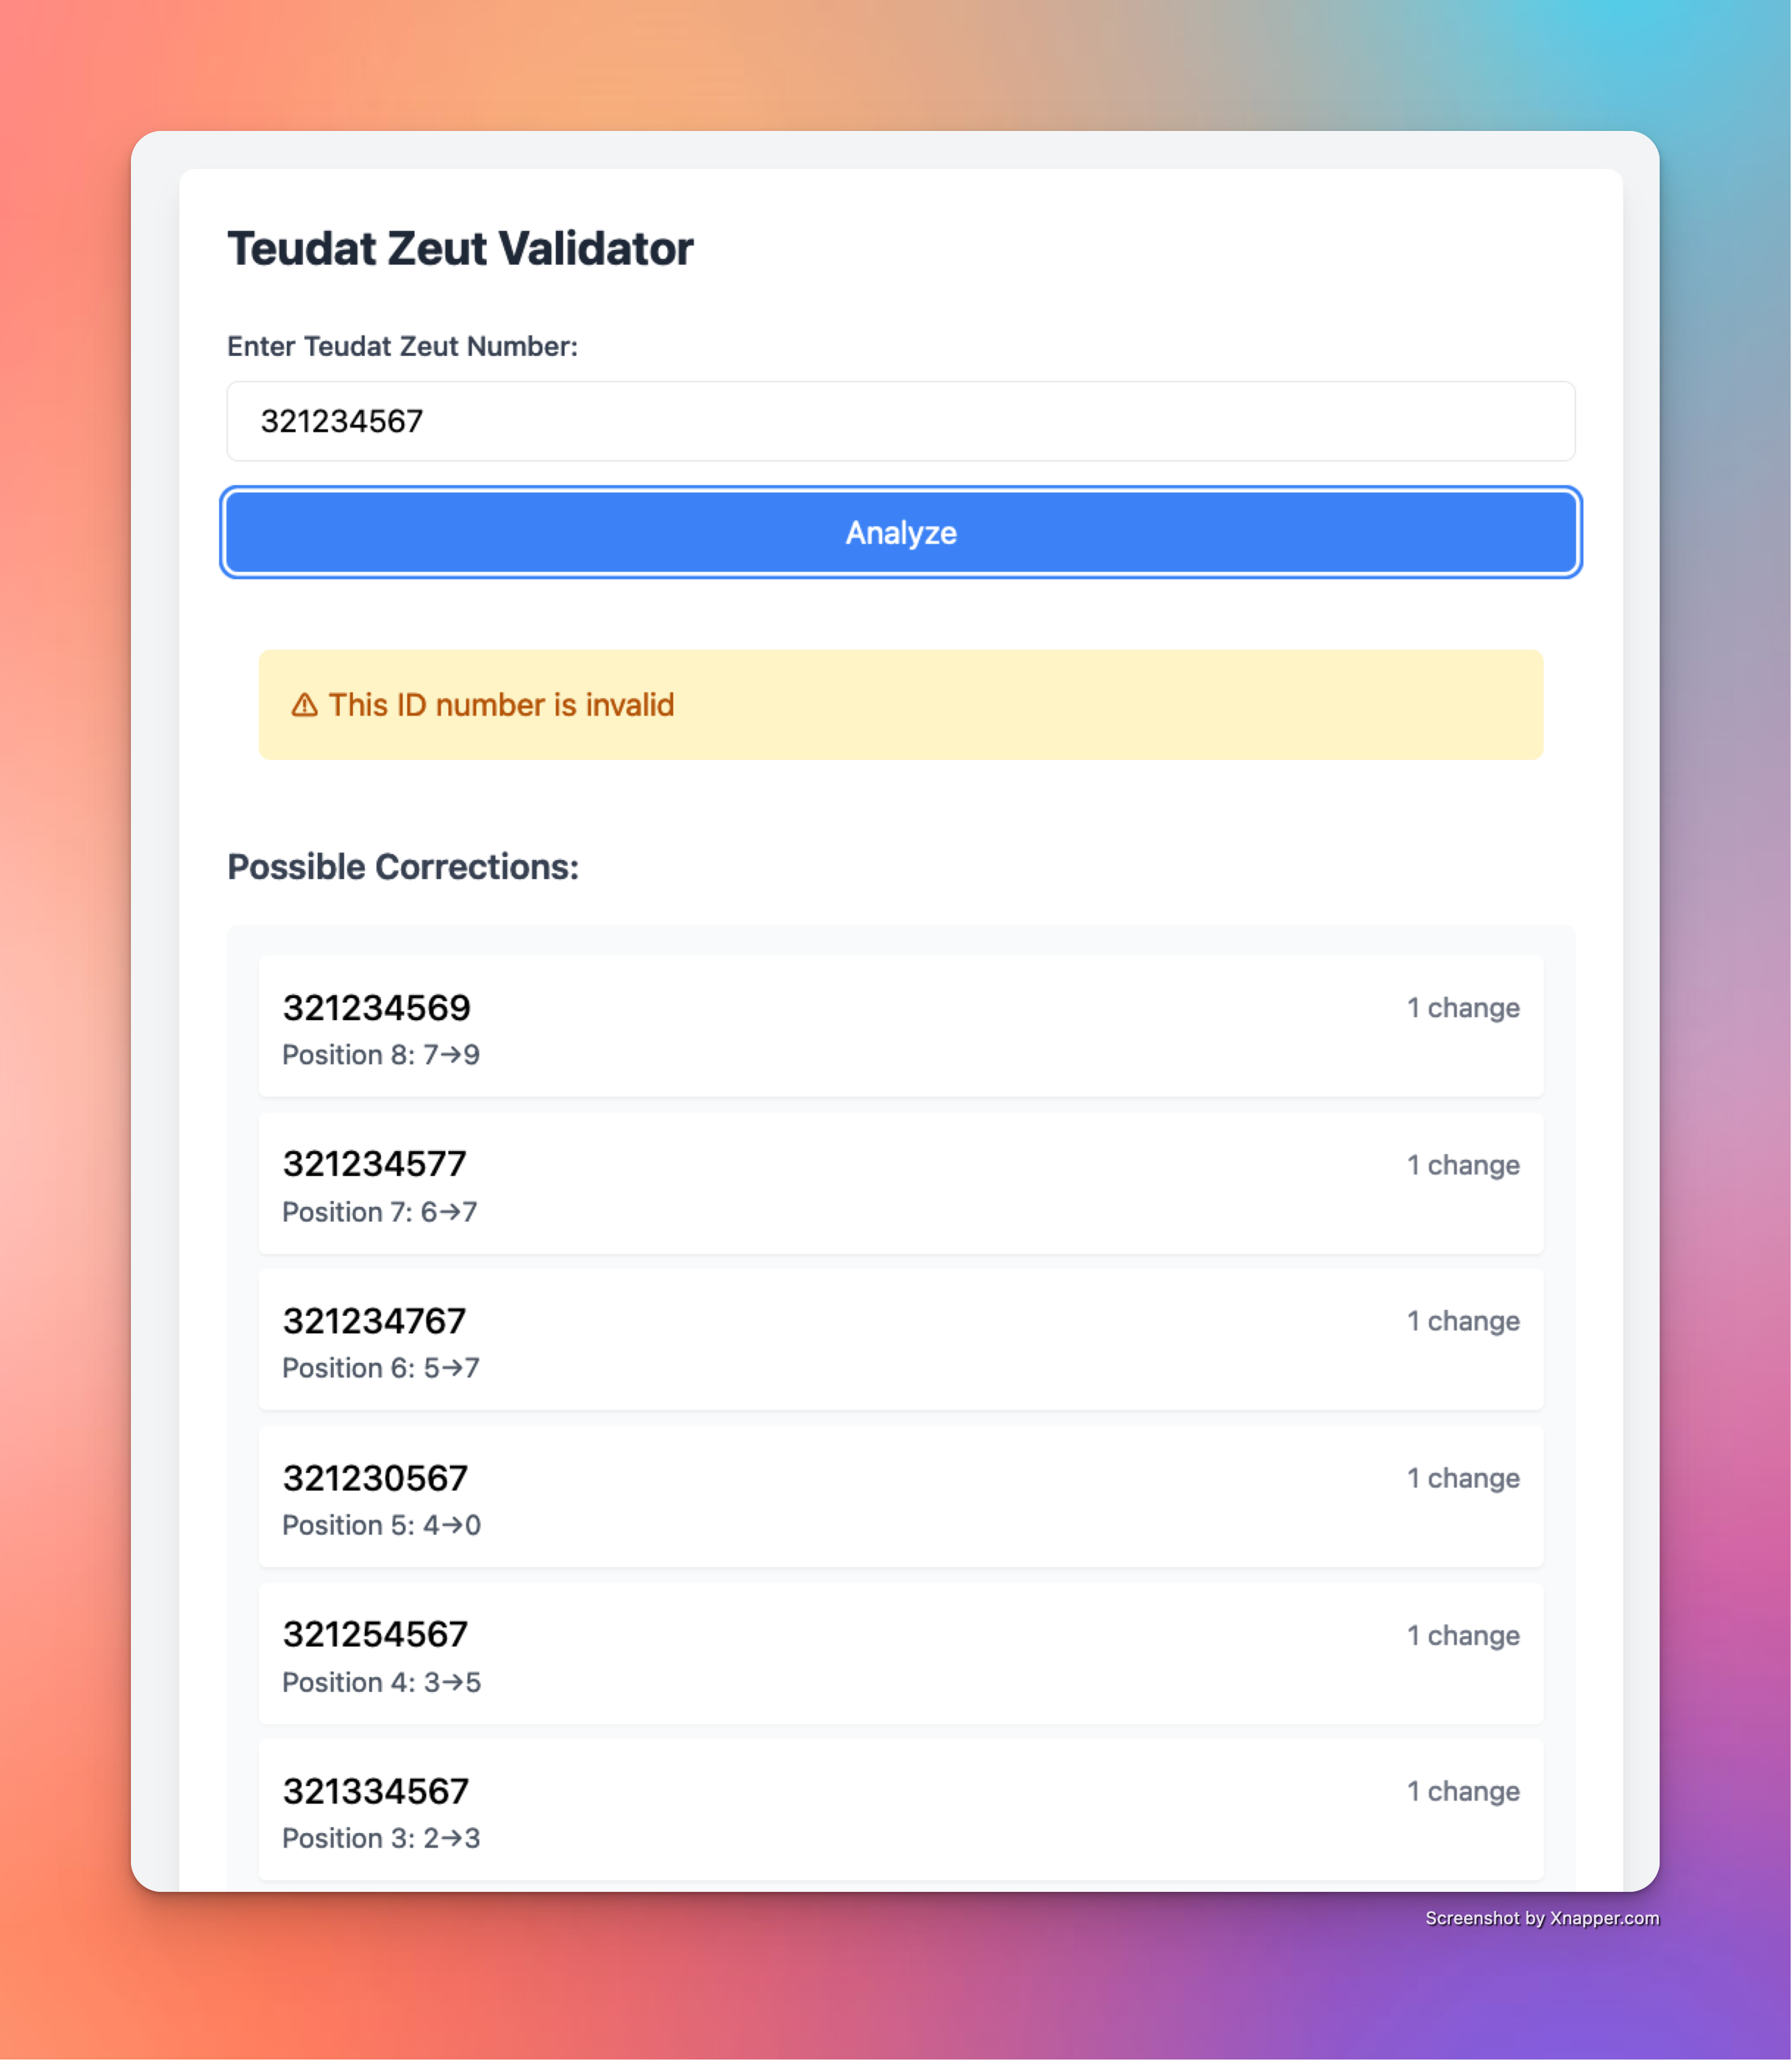 Teudat Zeut Validator
Enter Teudat Zeut Number:
321234567
Analyze
⚠ This ID number is invalid
Possible Corrections:
321234569
1 change
Position 8: 7→9
321234577
1 change
Position 7: 6→7
321234767
1 change
Position 6: 5→7
321230567
1 change
Position 5: 4→0
321254567
1 change
Position 4: 3→5
321334567
1 change
Position 3: 2→3
Screenshot by Xnapper.com